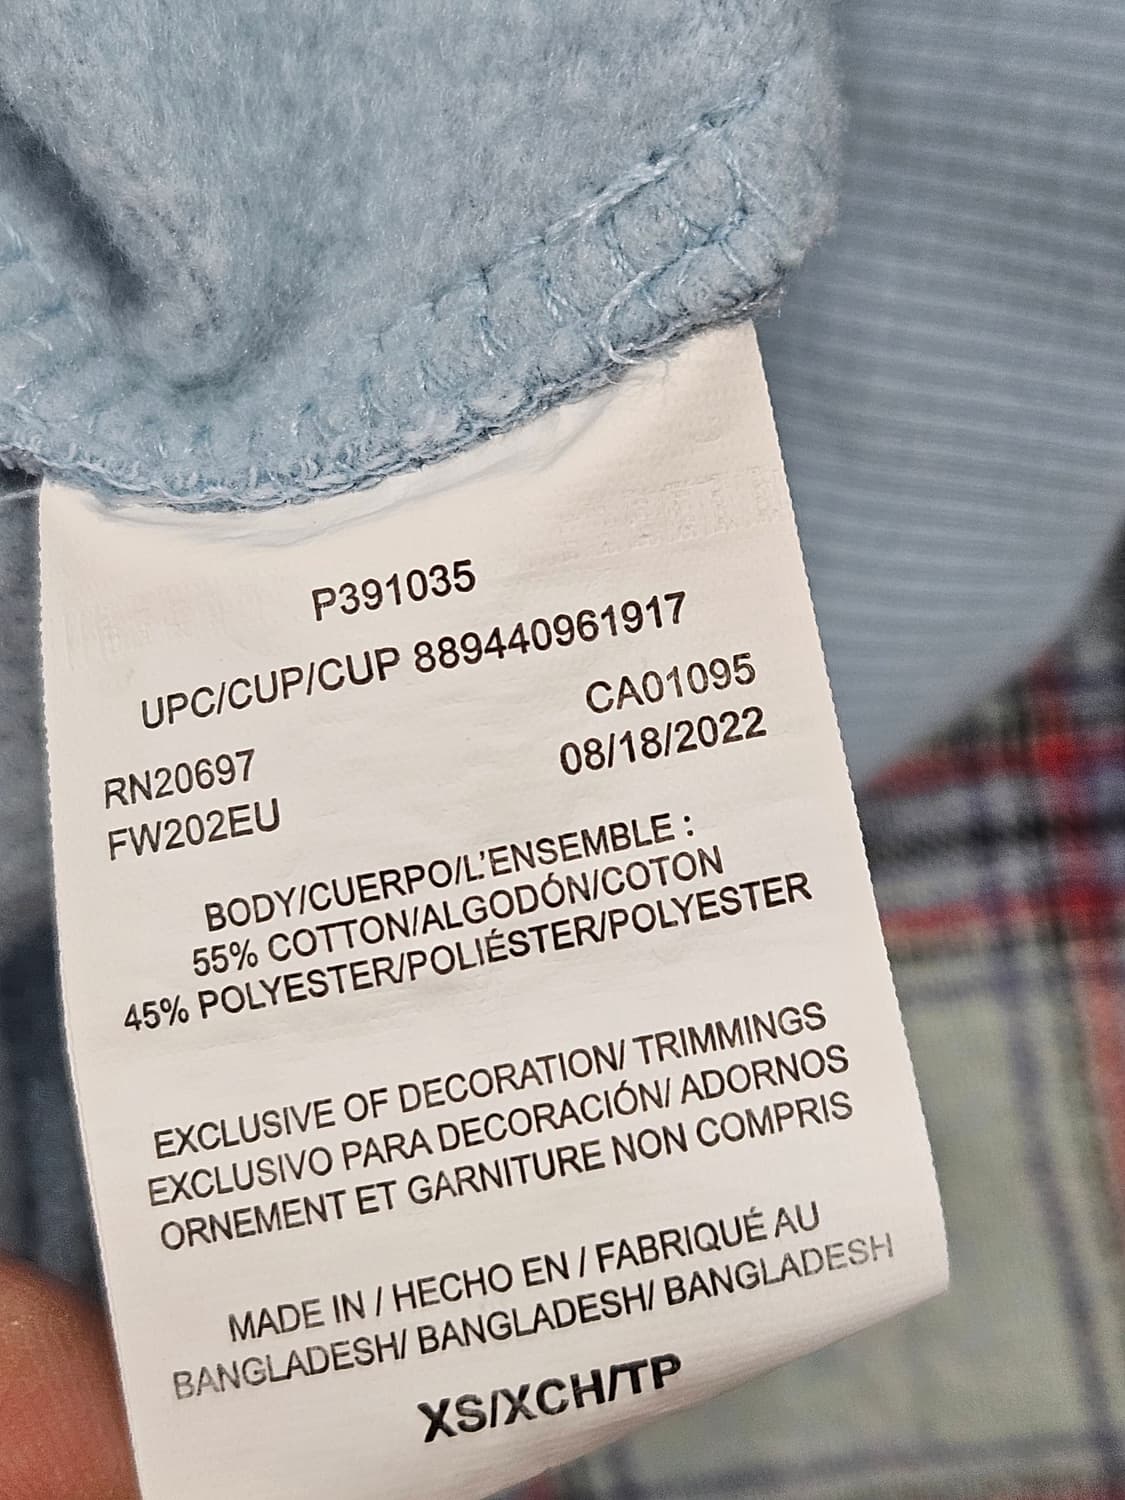 P391035
UPC/CUP/CUP 889440961917
CA01095
RN20697
08/18/2022
FW202EU
BODY/CUERPO/L'ENSEMBLE :
55% COTTON/ALGODÓN/COTON
45% POLYESTER/POLIÉSTER/POLYESTER
EXCLUSIVE OF DECORATION/ TRIMMINGS
EXCLUSIVO PARA DECORACIÓN/ ADORNOS
ORNEMENT ET GARNITURE NON COMPRIS
MADE IN / HECHO EN / FABRIQUÉ AU
BANGLADESH/ BANGLADESH/ BANGLADESH
XS/XCH/TP